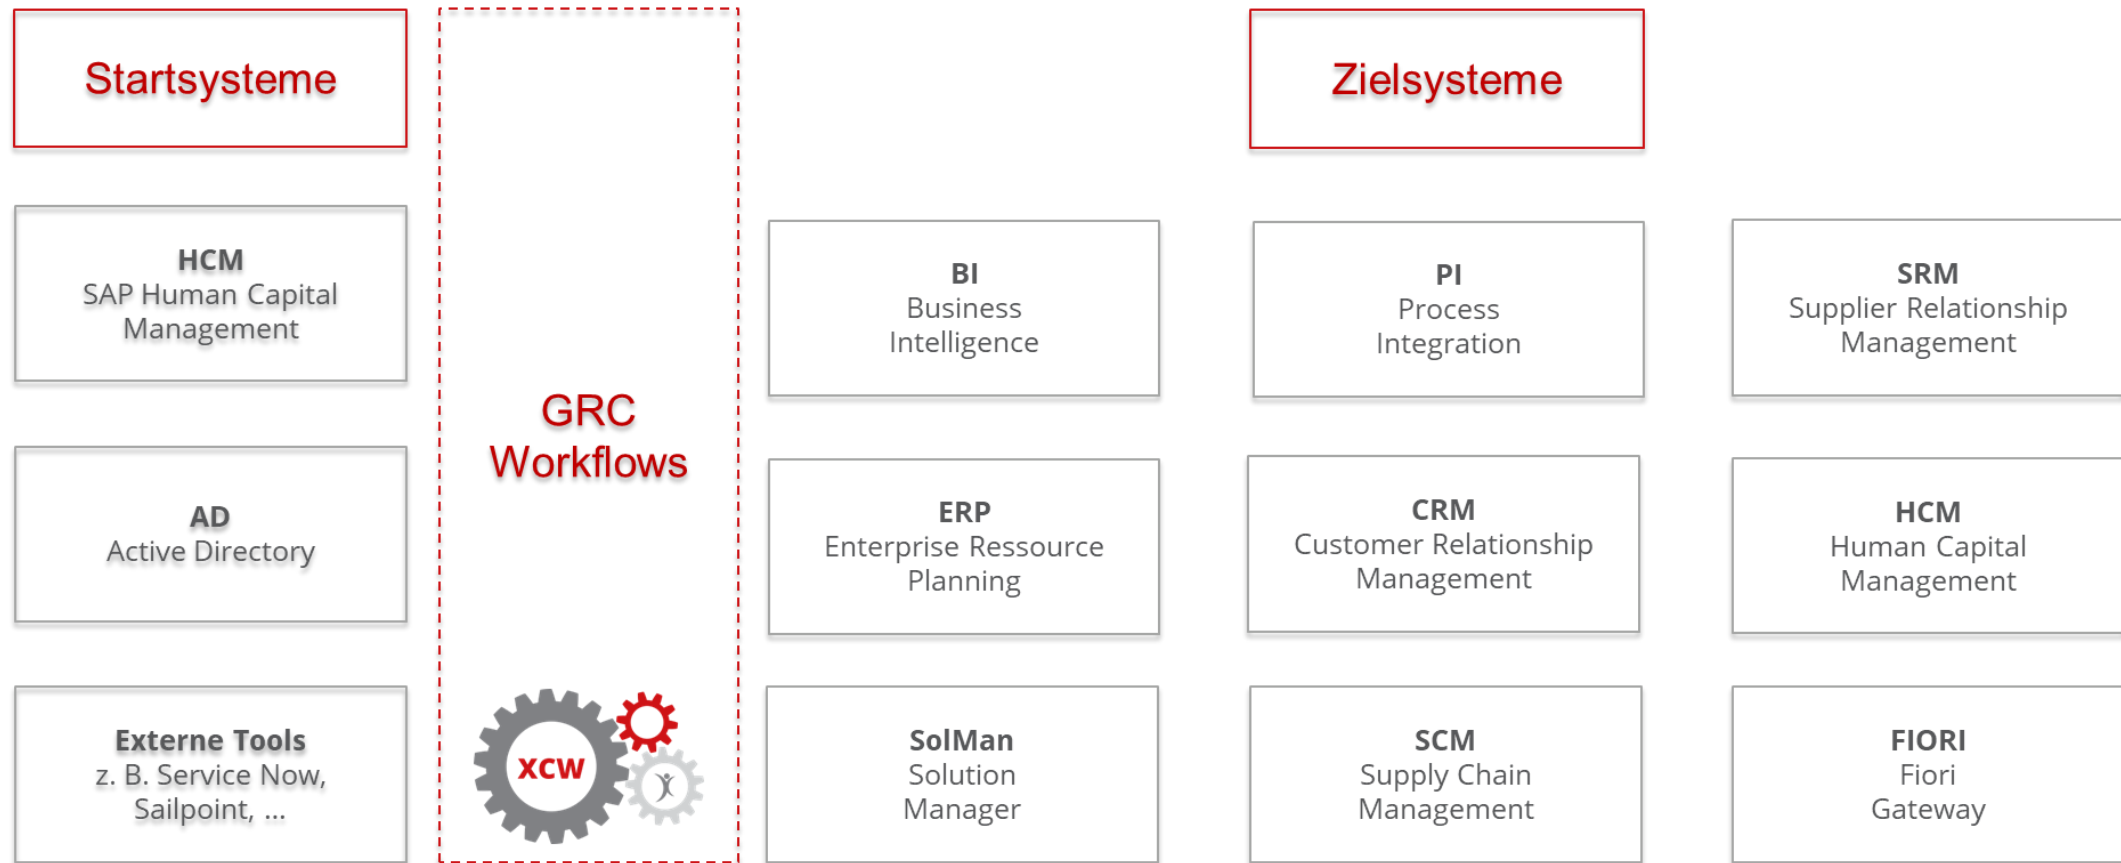 Startsysteme
Zielsysteme
HCM
SAP Human Capital
Management
AD
Active Directory
Externe Tools
z. B. Service Now,
Sailpoint, ...
GRC
Workflows
XCW
BI
Business
Intelligence
PI
Process
Integration
SRM
Supplier Relationship
Management
ERP
Enterprise Ressource
Planning
CRM
Customer Relationship
Management
HCM
Human Capital
Management
SolMan
Solution
Manager
SCM
Supply Chain
Management
FIORI
Fiori
Gateway